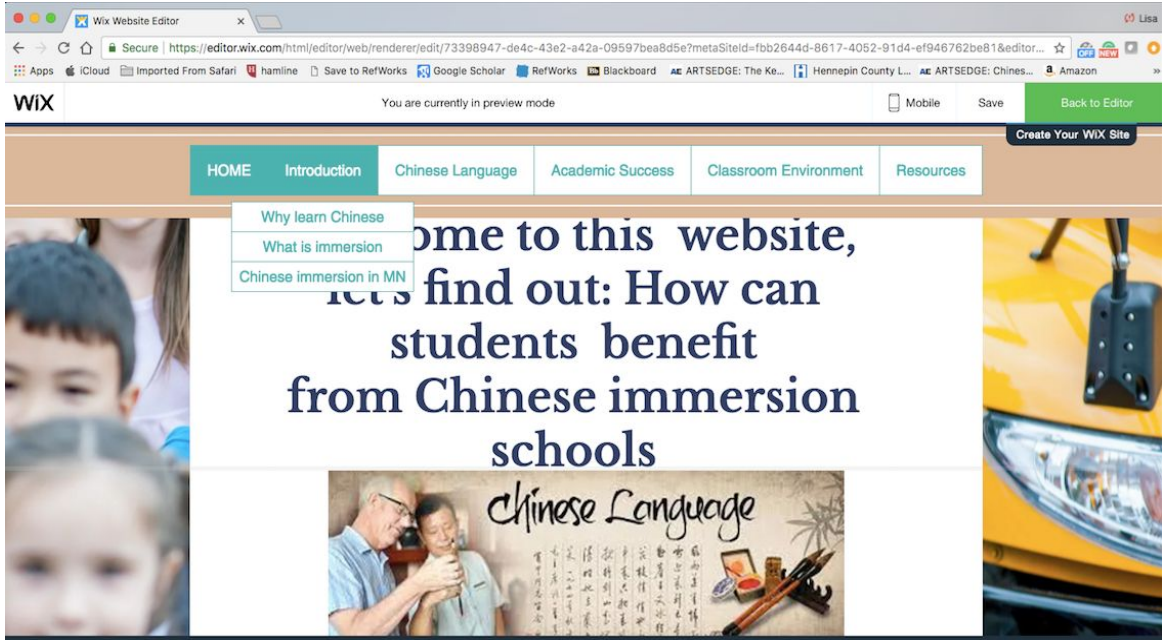 Wix Website Editor
Lisa
Secure | https://editor.wix.com/html/editor/web/renderer/edit/73398947-de4c-43e2-a42a-09597bea8d5e?metaSiteId=fbb2644d-8617-4052-91d4-ef946762be81&editor...
OFF NEW
Apps iCloud Imported From Safari hamline Save to RefWorks Google Scholar RefWorks Blackboard ARTSEDGE: The Ke... Hennepin County L... ARTSEDGE: Chines... Amazon »
WiX You are currently in preview mode Mobile Save Back to Editor
Create Your WiX Site
HOME Introduction Chinese Language Academic Success Classroom Environment Resources
Why learn Chinese
What is immersion
Chinese immersion in MN
ome to this website,
let's find out: How can
students benefit
from Chinese immersion
schools
Chinese Language